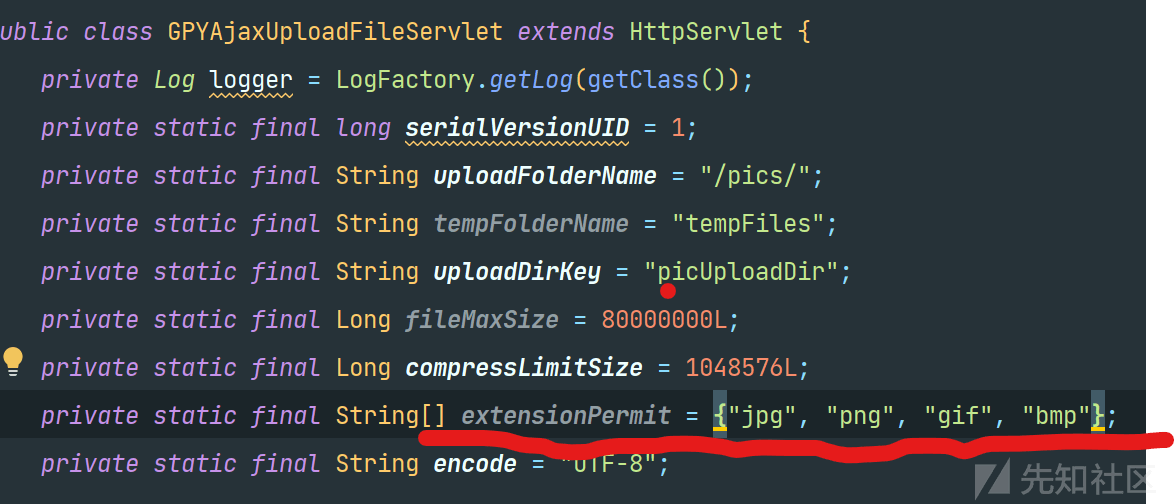 ublic class GPYAjaxUploadFileServlet extends HttpServlet {
private Log logger = LogFactory.getLog(getClass());
private static final long serialVersionUID = 1;
private static final String uploadFolderName = "/pics/";
private static final String tempFolderName = "tempFiles";
private static final String uploadDirKey = "picUploadDir";
private static final Long fileMaxSize = 80000000L;
private static final Long compressLimitSize = 1048576L;
private static final String[] extensionPermit = {"jpg", "png", "gif", "bmp"};
private static final String encode = "UTF-8";
先知社区